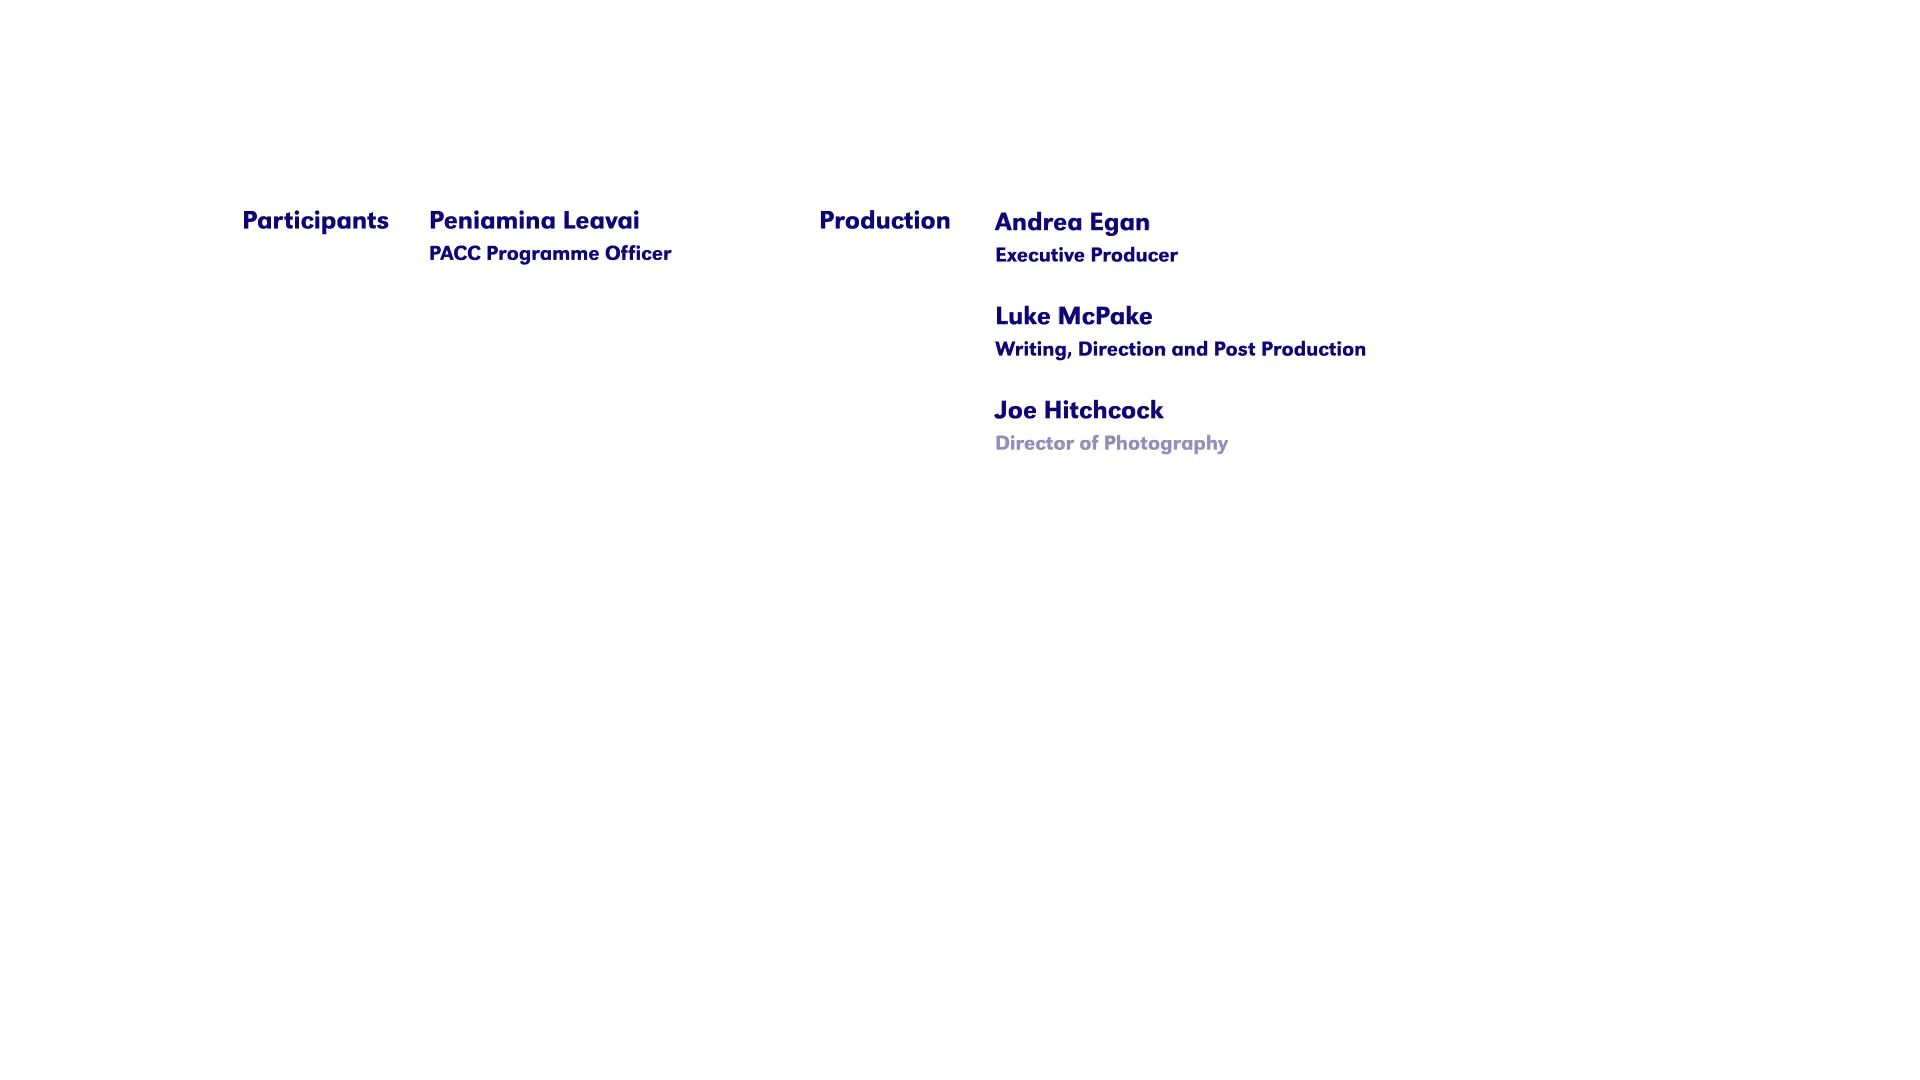 Participants
Peniamina Leavai
PACC Programme Officer
Production
Andrea Egan
Executive Producer
Luke McPake
Writing, Direction and Post Production
Joe Hitchcock
Director of Photography